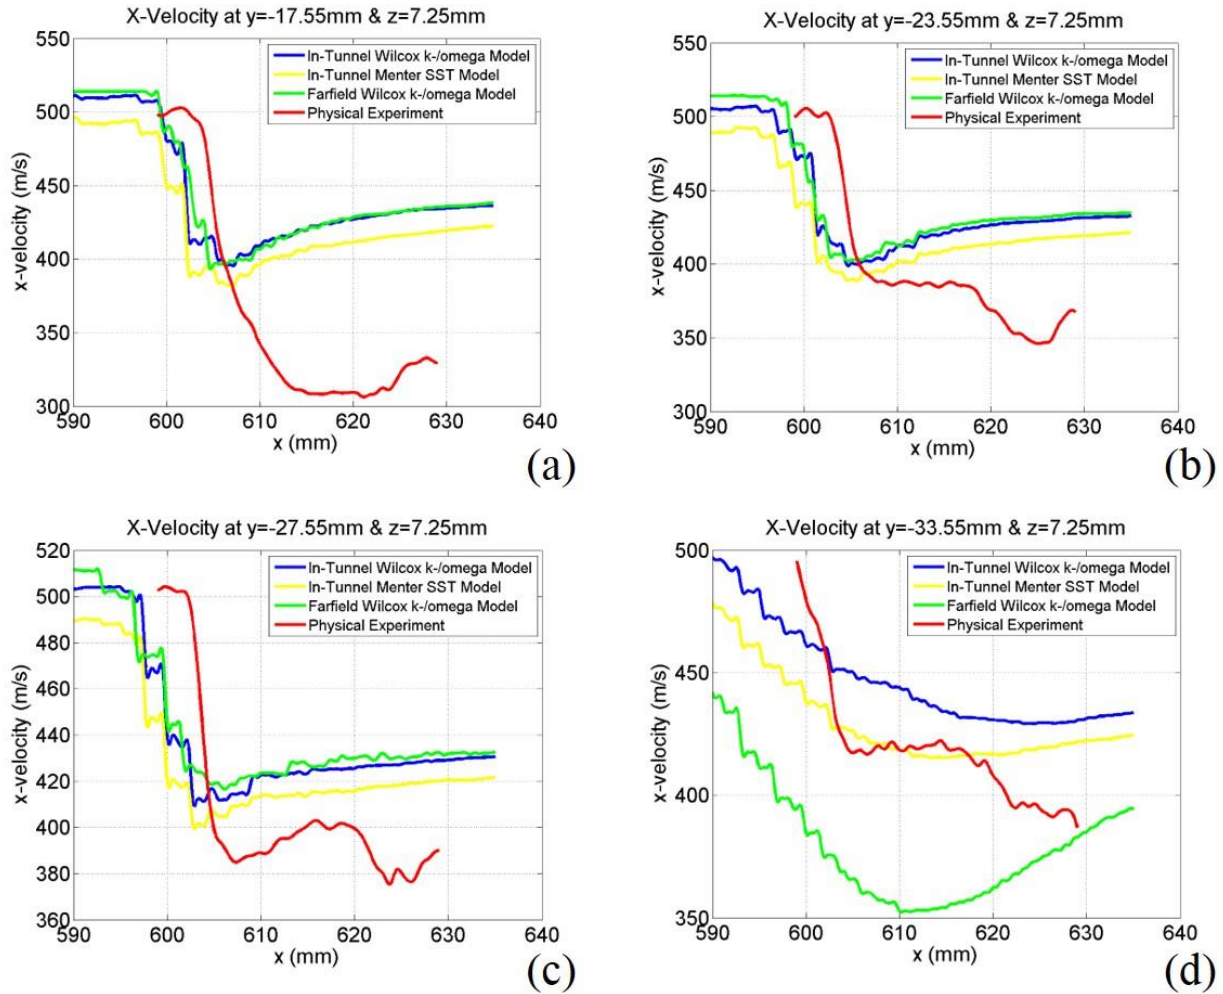 X-Velocity at y=-17.55mm & z=7.25mm
In-Tunnel Wilcox k-/omega Model
In-Tunnel Menter SST Model
Farfield Wilcox k-/omega Model
Physical Experiment
x-velocity (m/s)
550
500
450
400
350
300
590
600
610
620
630
640
x (mm)
(a)
X-Velocity at y=-23.55mm & z=7.25mm
In-Tunnel Wilcox k-/omega Model
In-Tunnel Menter SST Model
Farfield Wilcox k-/omega Model
Physical Experiment
x-velocity (m/s)
550
500
450
400
350
300
590
600
610
620
630
640
x (mm)
(b)
X-Velocity at y=-27.55mm & z=7.25mm
In-Tunnel Wilcox k-/omega Model
In-Tunnel Menter SST Model
Farfield Wilcox k-/omega Model
Physical Experiment
x-velocity (m/s)
520
500
480
460
440
420
400
380
360
590
600
610
620
630
640
x (mm)
(c)
X-Velocity at y=-33.55mm & z=7.25mm
In-Tunnel Wilcox k-/omega Model
In-Tunnel Menter SST Model
Farfield Wilcox k-/omega Model
Physical Experiment
x-velocity (m/s)
500
450
400
350
590
600
610
620
630
640
x (mm)
(d)